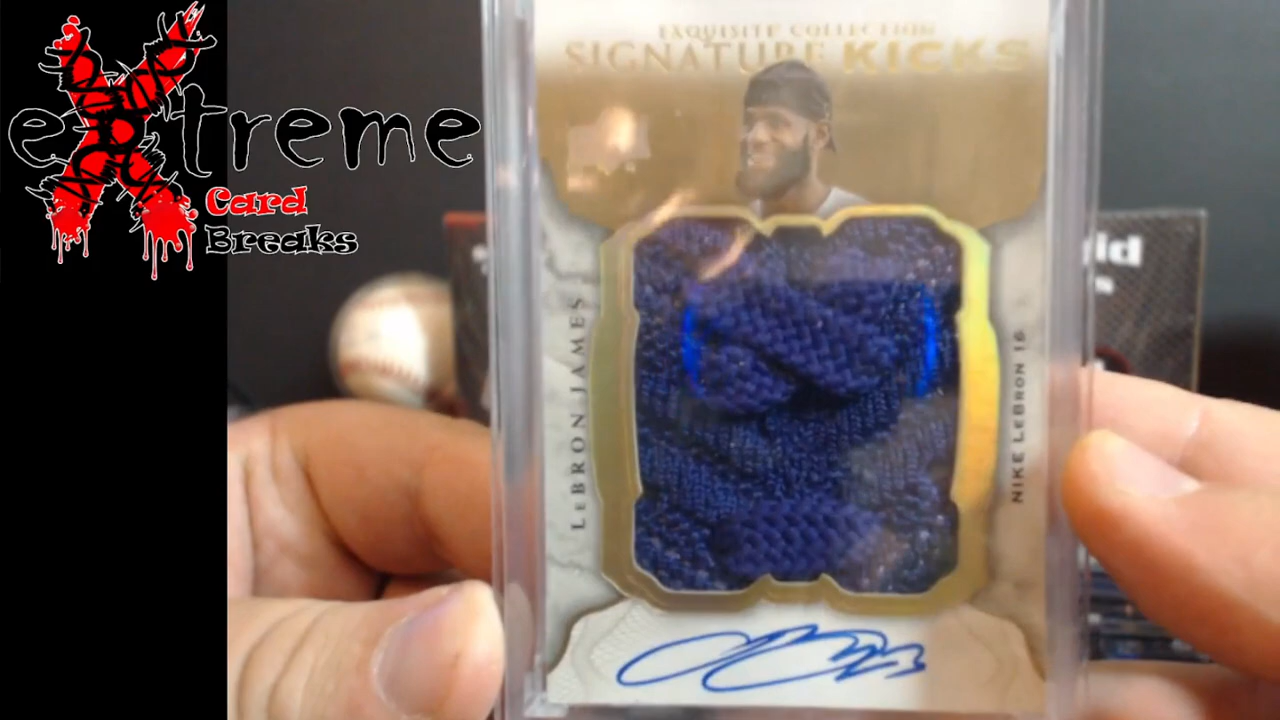 eXtreme
Card
Breaks
EXQUISITE COLLECTION
SIGNATURE KICKS
LeBRON JAMES
NIKE LeBRON 16